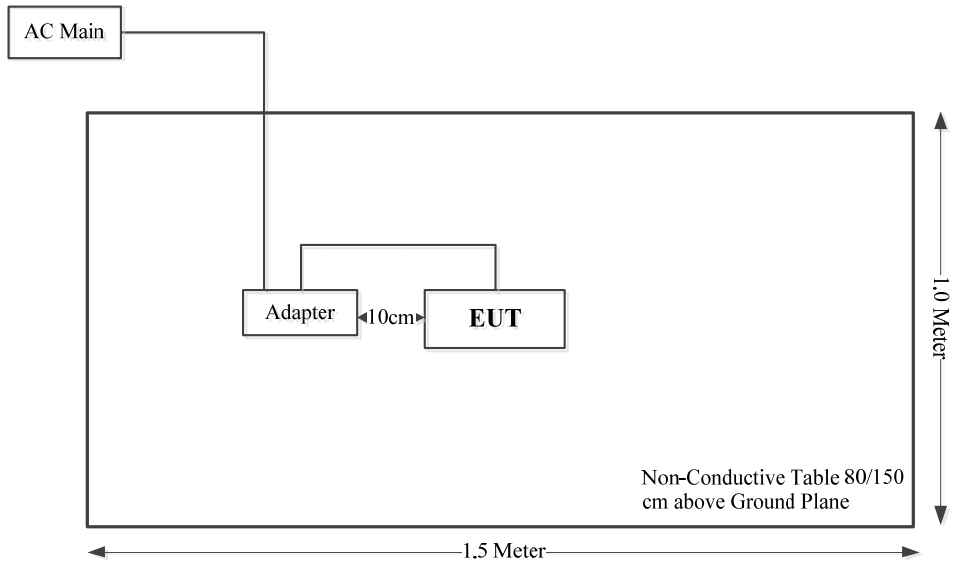 AC Main
Adapter
10cm
EUT
1.0 Meter
Non-Conductive Table 80/150
cm above Ground Plane
1.5 Meter